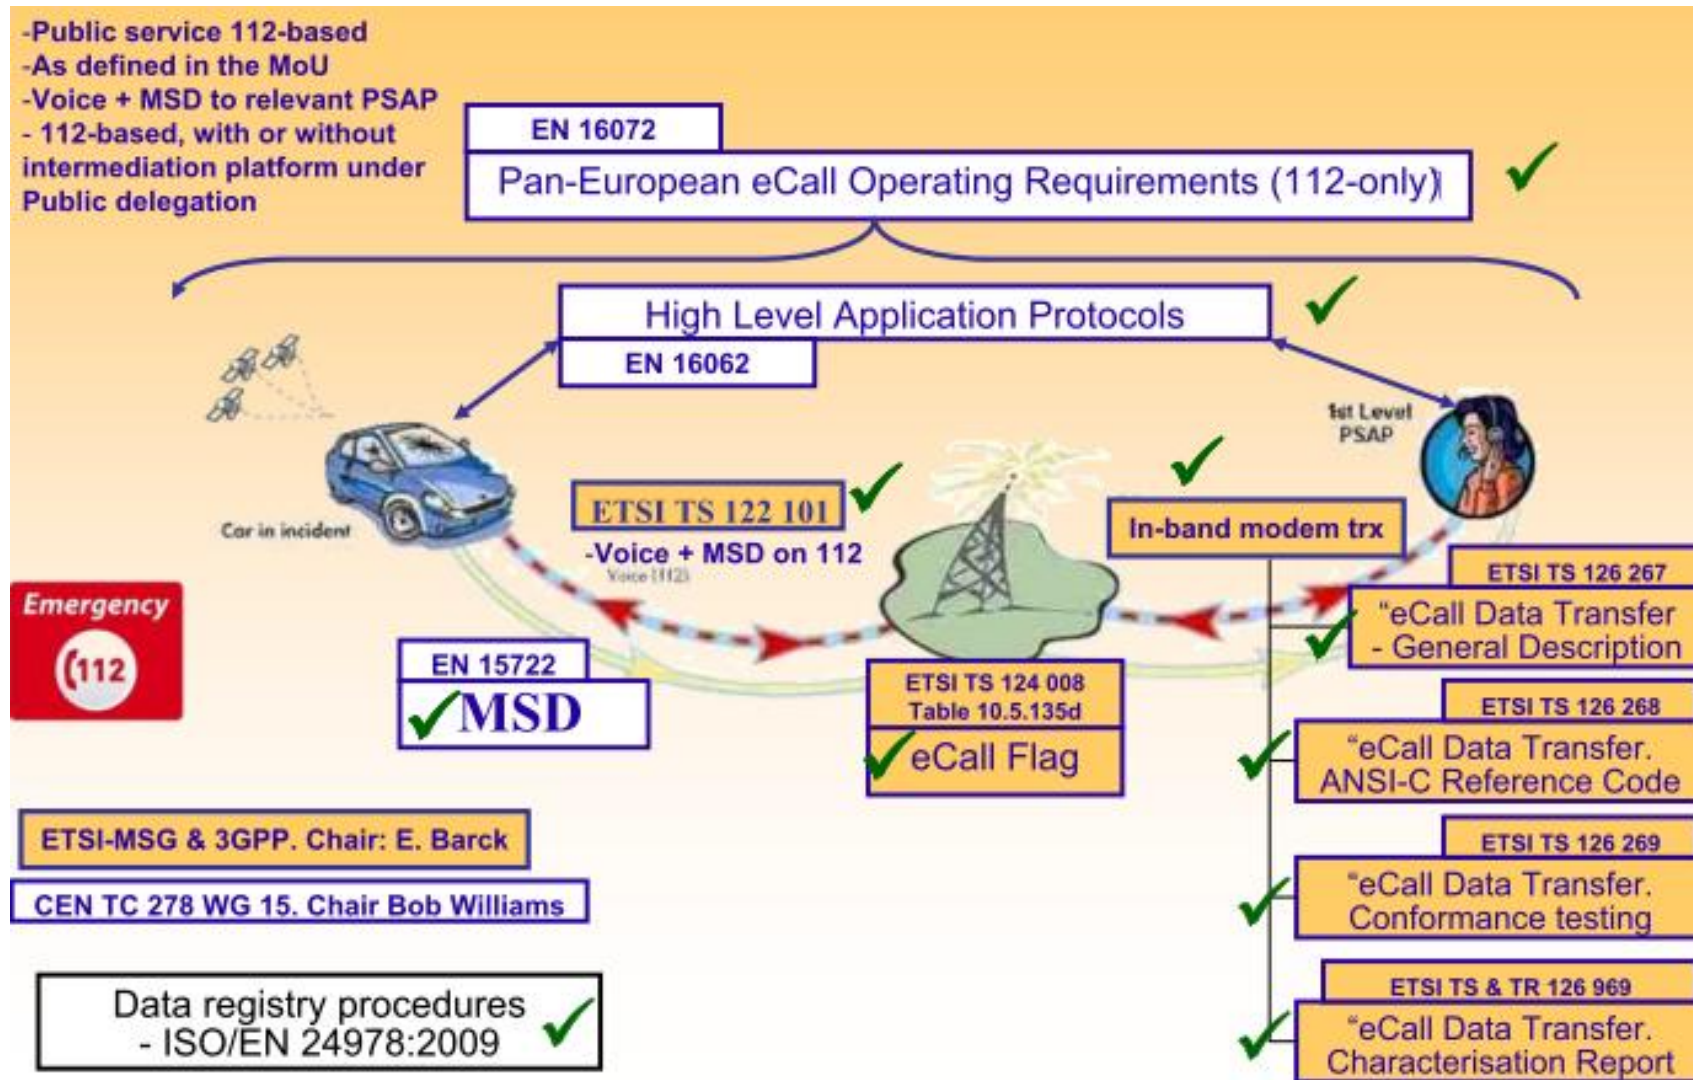 -Public service 112-based
-As defined in the MoU
-Voice + MSD to relevant PSAP
- 112-based, with or without
intermediation platform under
Public delegation
EN 16072
Pan-European eCall Operating Requirements (112-only)
High Level Application Protocols
EN 16062
1st Level
PSAP
Car in incident
ETSI TS 122 101
-Voice + MSD on 112
Voice (112)
In-band modem trx
Emergency
112
EN 15722
MSD
ETSI TS 124 008
Table 10.5.135d
eCall Flag
ETSI TS 126 267
“eCall Data Transfer
- General Description
ETSI TS 126 268
“eCall Data Transfer.
ANSI-C Reference Code
ETSI TS 126 269
“eCall Data Transfer.
Conformance testing
ETSI TS & TR 126 969
“eCall Data Transfer.
Characterisation Report
ETSI-MSG & 3GPP. Chair: E. Barck
CEN TC 278 WG 15. Chair Bob Williams
Data registry procedures
- ISO/EN 24978:2009